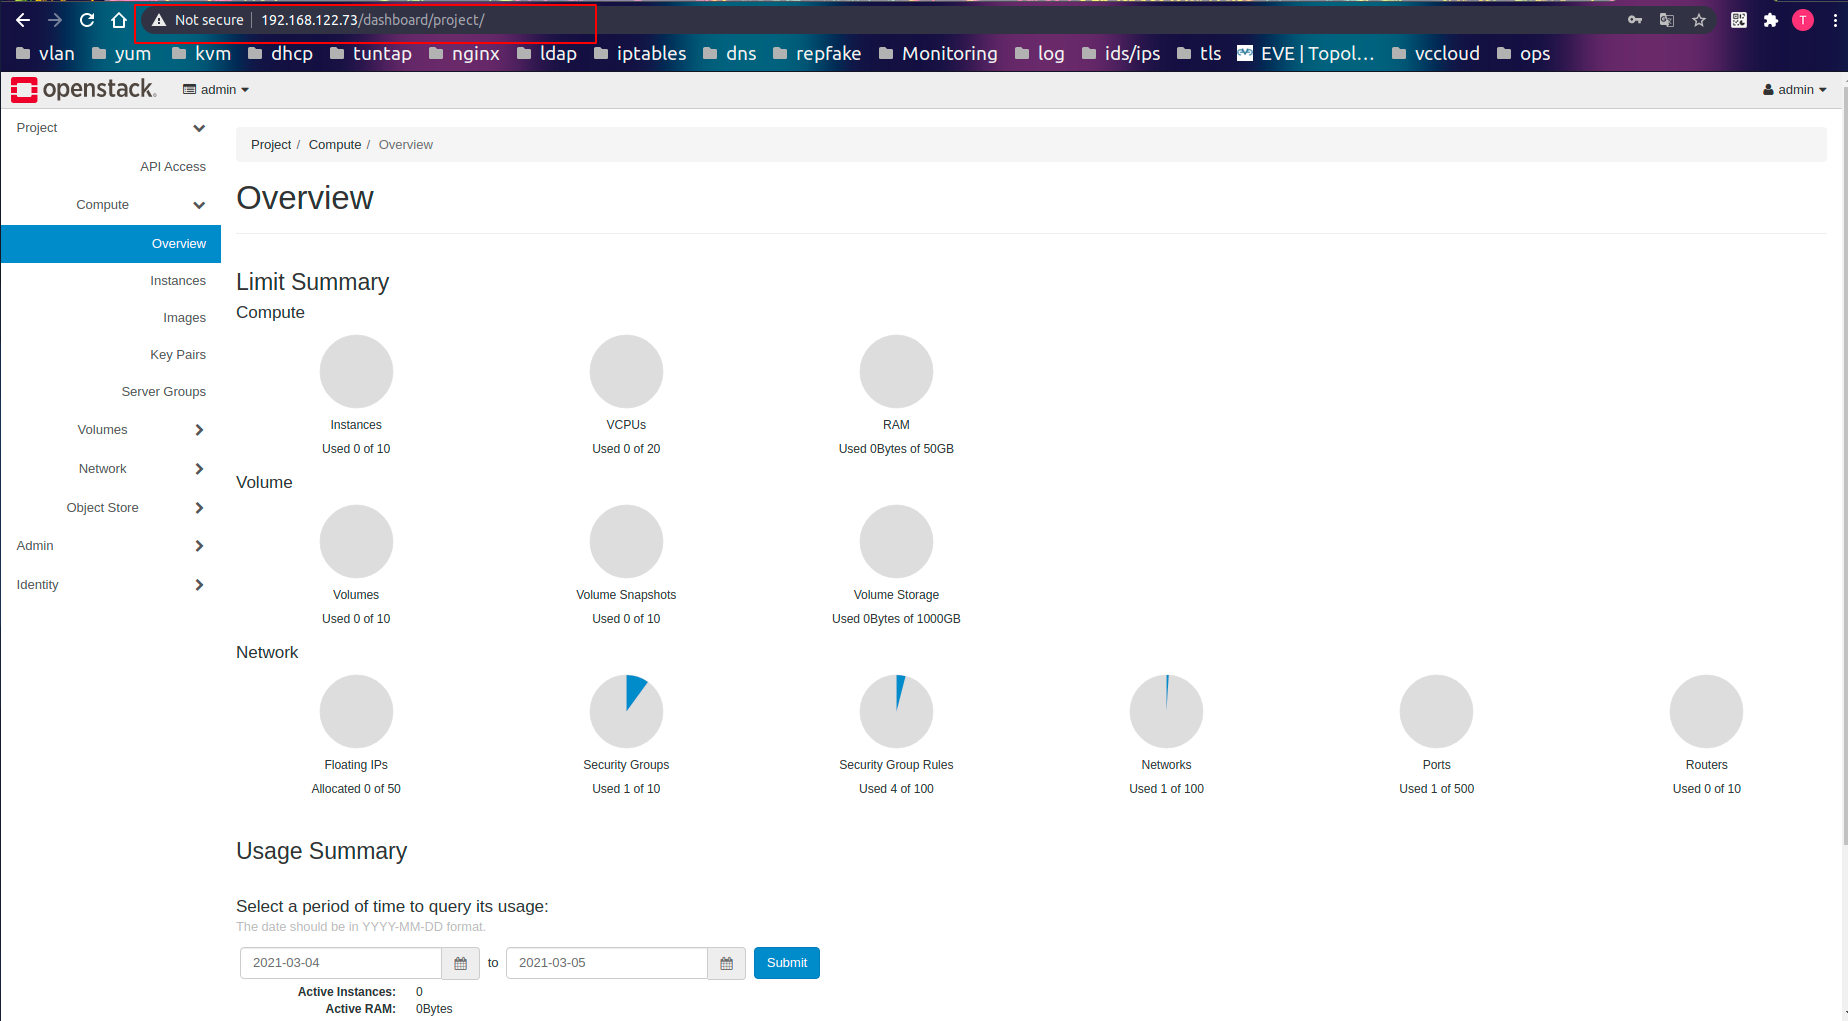 Not secure 192.168.122.73/dashboard/project/ T
vlan yum kvm dhcp tuntap nginx ldap iptables dns repfake Monitoring log ids/ips tls EVE | Topol... vccloud ops
openstack. admin admin
Project
API Access
Compute
Overview
Instances
Images
Key Pairs
Server Groups
Volumes
Network
Object Store
Admin
Identity
Project / Compute / Overview
Overview
Limit Summary
Compute
Instances VCPUs RAM
Used 0 of 10 Used 0 of 20 Used 0Bytes of 50GB
Volume
Volumes Volume Snapshots Volume Storage
Used 0 of 10 Used 0 of 10 Used 0Bytes of 1000GB
Network
Floating IPs Security Groups Security Group Rules Networks Ports Routers
Allocated 0 of 50 Used 1 of 10 Used 4 of 100 Used 1 of 100 Used 1 of 500 Used 0 of 10
Usage Summary
Select a period of time to query its usage:
The date should be in YYYY-MM-DD format.
2021-03-04 to 2021-03-05 Submit
Active Instances: 0
Active RAM: 0Bytes